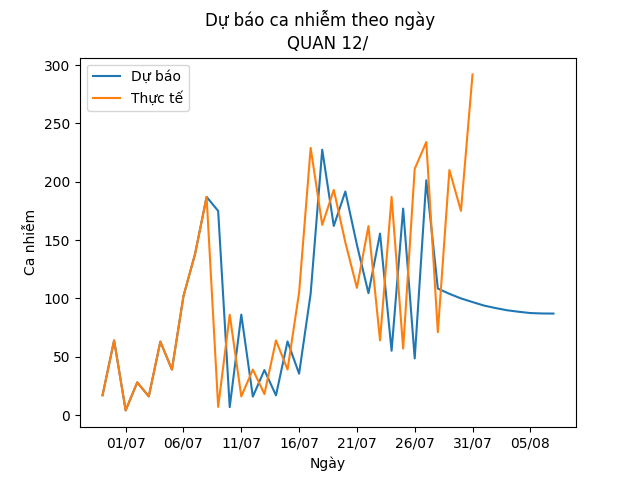 Dự báo ca nhiễm theo ngày
QUAN 12/
Dự báo
Thực tế
Ca nhiễm
300
250
200
150
100
50
0
01/07 06/07 11/07 16/07 21/07 26/07 31/07 05/08
Ngày